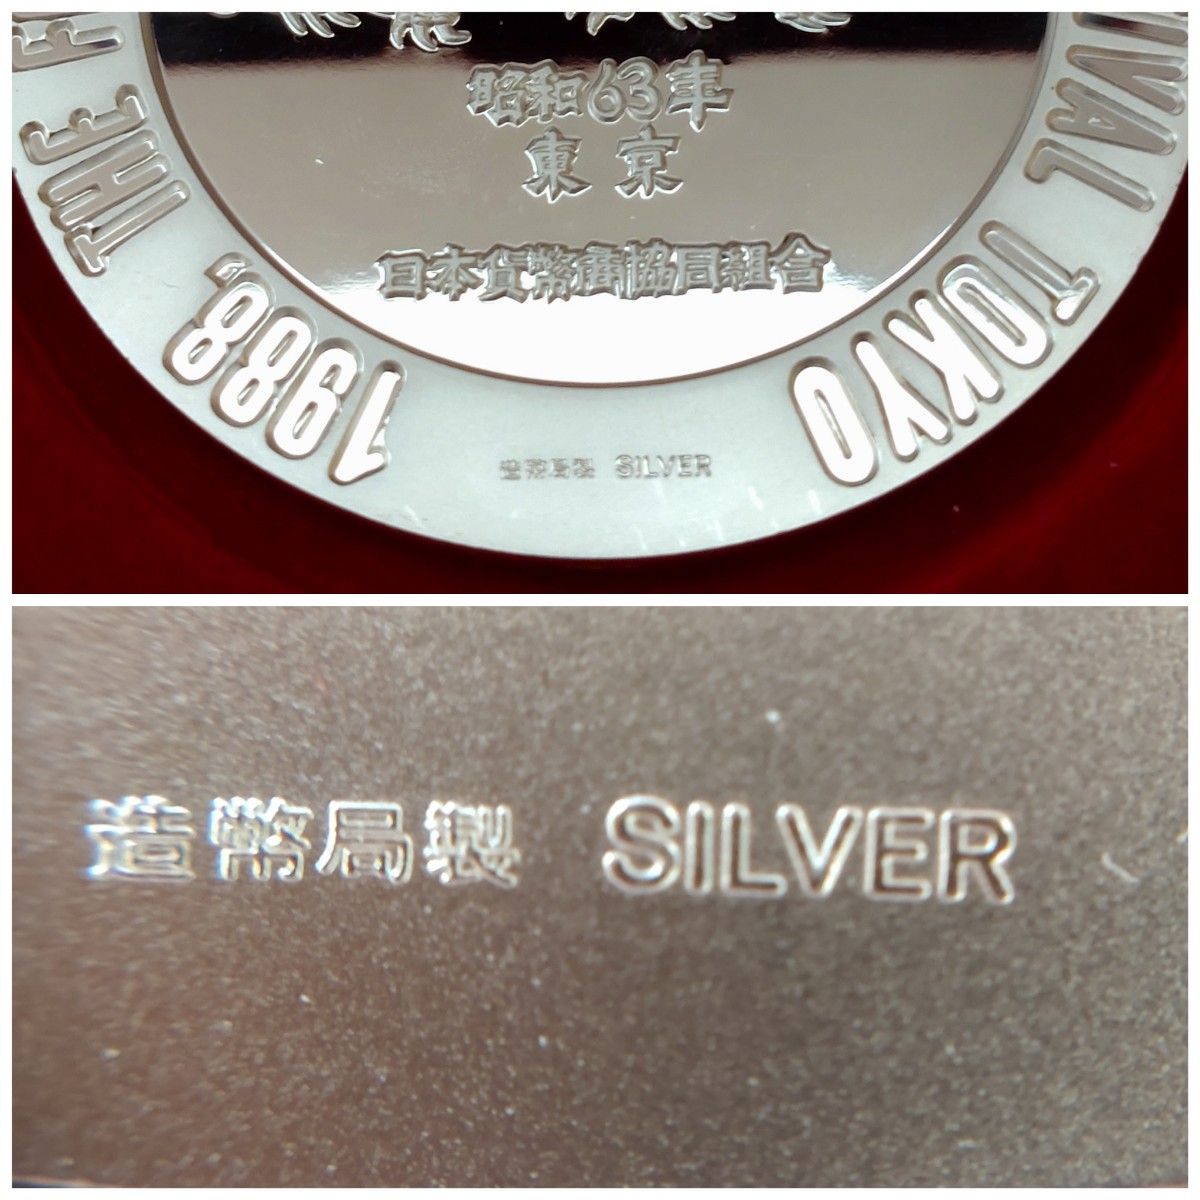 昭和63年
東京
日本貨幣商協同組合
1988, THE
TOKYO
造幣局製 SILVER
造幣局製 SILVER